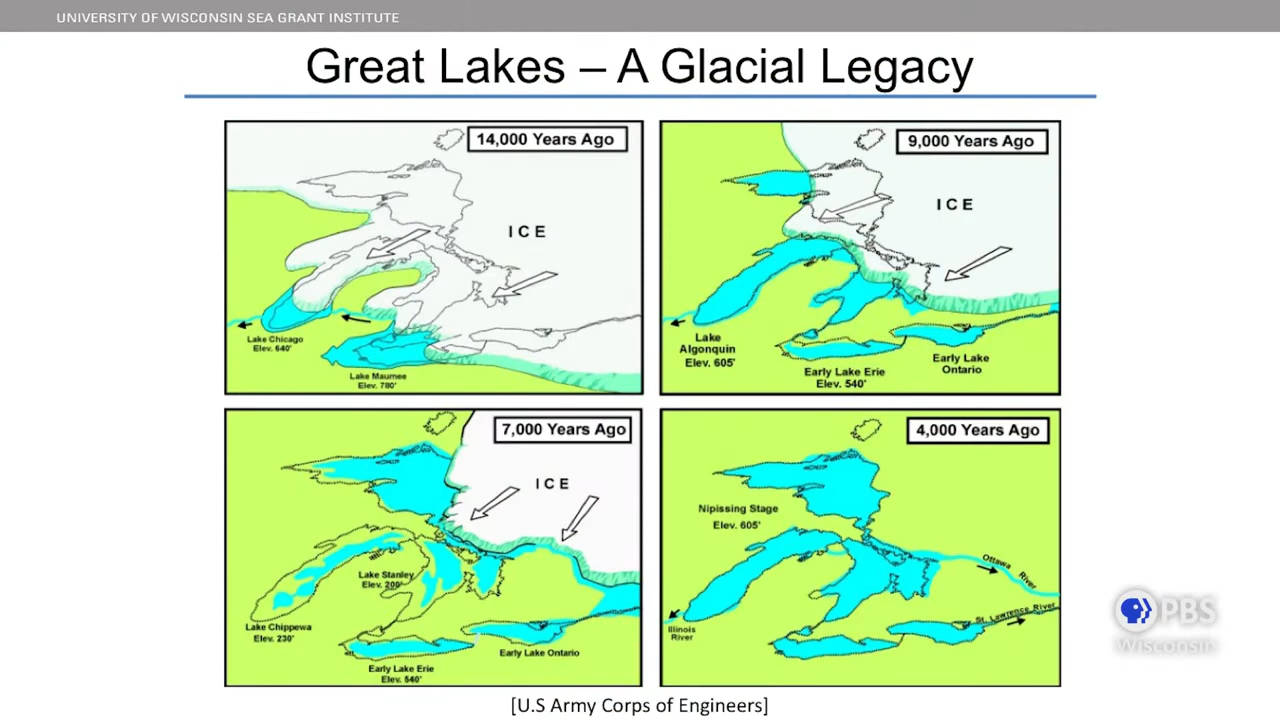 UNIVERSITY OF WISCONSIN SEA GRANT INSTITUTE
Great Lakes – A Glacial Legacy
14,000 Years Ago
ICE
Lake Chicago
Elev. 640'
Lake Maumee
Elev. 780'
9,000 Years Ago
ICE
Lake
Algonquin
Elev. 605'
Early Lake Erie
Elev. 540'
Early Lake
Ontario
7,000 Years Ago
ICE
Lake Stanley
Elev. 200'
Lake Chippewa
Elev. 230'
Early Lake Ontario
Early Lake Erie
Elev. 540'
4,000 Years Ago
Nipissing Stage
Elev. 605'
Ottawa
River
St. Lawrence River
Illinois
River
PBS
Wisconsin
[U.S Army Corps of Engineers]